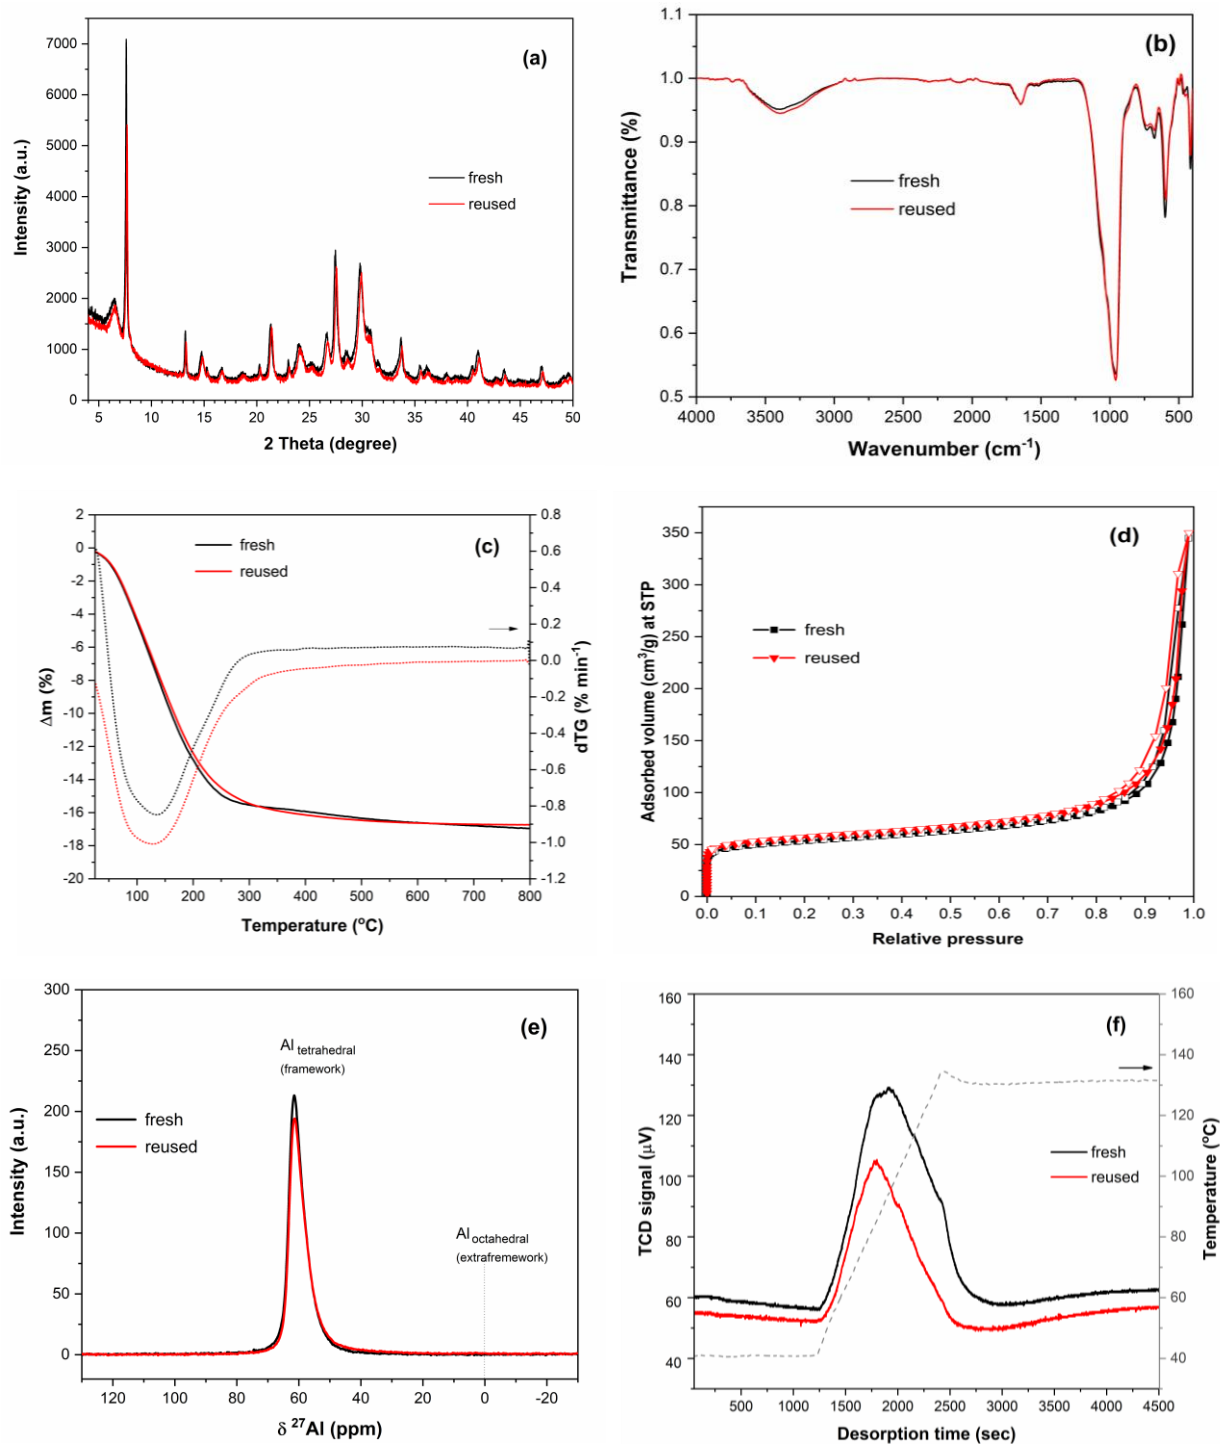 (a)
7000
6000
5000
4000
3000
2000
1000
0
Intensity (a.u.)
fresh
reused
5 10 15 20 25 30 35 40 45 50
2 Theta (degree)
(b)
1.1
1.0
0.9
0.8
0.7
0.6
0.5
Transmittance (%)
fresh
reused
4000 3500 3000 2500 2000 1500 1000 500
Wavenumber (cm-1)
(c)
2
0
-2
-4
-6
-8
-10
-12
-14
-16
-18
-20
Δm (%)
fresh
reused
0.8
0.6
0.4
0.2
0.0
-0.2
-0.4
-0.6
-0.8
-1.0
-1.2
dTG (% min-1)
100 200 300 400 500 600 700 800
Temperature (oC)
(d)
350
300
250
200
150
100
50
0
Adsorbed volume (cm3/g) at STP
fresh
reused
0.0 0.1 0.2 0.3 0.4 0.5 0.6 0.7 0.8 0.9 1.0
Relative pressure
(e)
300
250
200
150
100
50
0
Intensity (a.u.)
Al tetrahedral
(framework)
fresh
reused
Al octahedral
(extrafremework)
120 100 80 60 40 20 0 -20
δ 27Al (ppm)
(f)
160
140
120
100
80
60
40
TCD signal (µV)
fresh
reused
160
140
120
100
80
60
40
Temperature (oC)
500 1000 1500 2000 2500 3000 3500 4000 4500
Desorption time (sec)